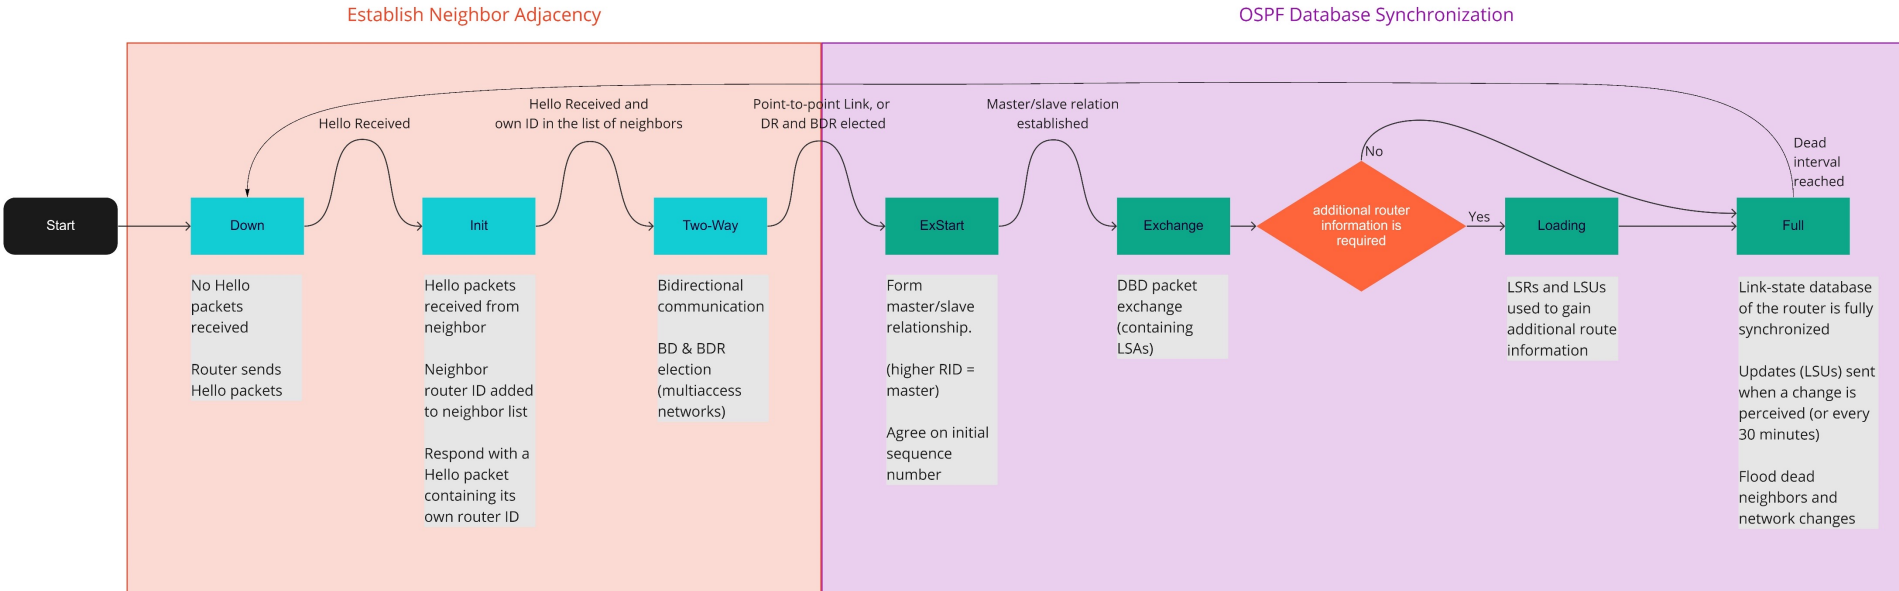 Establish Neighbor Adjacency
OSPF Database Synchronization
Hello Received
Hello Received and
own ID in the list of neighbors
Point-to-point Link, or
DR and BDR elected
Master/slave relation
established
No
Dead
interval
reached
Start
Down
Init
Two-Way
ExStart
Exchange
additional router
information is
required
Yes
Loading
Full
No Hello
packets
received
Router sends
Hello packets
Hello packets
received from
neighbor
Neighbor
router ID added
to neighbor list
Respond with a
Hello packet
containing its
own router ID
Bidirectional
communication
BD & BDR
election
(multiaccess
networks)
Form
master/slave
relationship.
(higher RID =
master)
Agree on initial
sequence
number
DBD packet
exchange
(containing
LSAs)
LSRs and LSUs
used to gain
additional route
information
Link-state database
of the router is fully
synchronized
Updates (LSUs) sent
when a change is
perceived (or every
30 minutes)
Flood dead
neighbors and
network changes